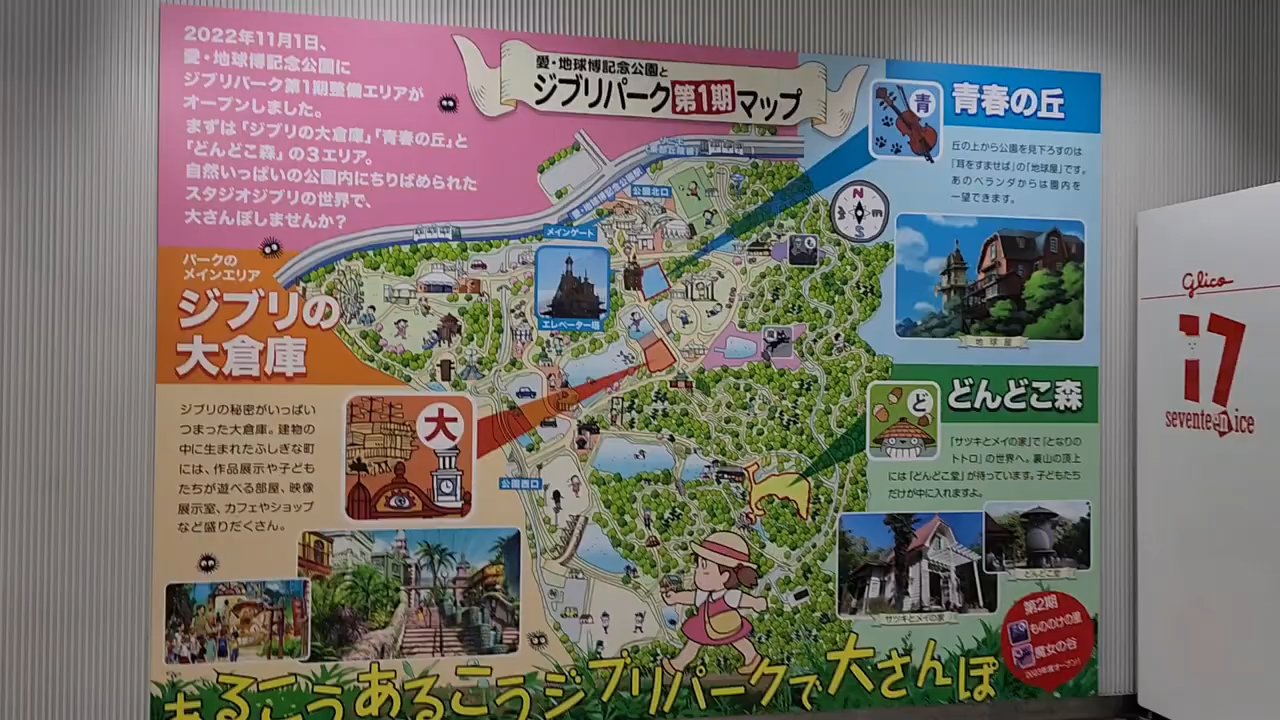 2022年11月1日、
愛・地球博記念公園に
ジブリパーク第1期整備エリアが
オープンしました。
まずは「ジブリの大倉庫」「青春の丘」と
「どんどこ森」の3エリア。
自然いっぱいの公園内にちりばめられた
スタジオジブリの世界で、
大さんぽしませんか？
愛・地球博記念公園と
ジブリパーク第1期マップ
青
青春の丘
丘の上から公園を見下ろすのは
「耳をすませば」の「地球屋」です。
あのベランダからは園内を
一望できます。
地球屋
N
E
S
パークの
メインエリア
ジブリの
大倉庫
ジブリの秘密がいっぱい
つまった大倉庫。建物の
中に生まれたふしぎな町
には、作品展示や子ども
たちが遊べる部屋、映像
展示室、カフェやショップ
など盛りだくさん。
大
愛・地球博記念公園駅
公園北口
メインゲート
エレベーター塔
公園西口
ど
どんどこ森
「サツキとメイの家」で「となりの
トトロ」の世界へ。裏山の頂上
には「どんどこ堂」が待っています。子どもたち
だけが中に入れますよ。
どんどこ堂
サツキとメイの家
第2期
もののけの里
魔女の谷
2023年度オープン!
あるこうあるこうジブリパークで大さんぽ
Glico
17
seventeen ice